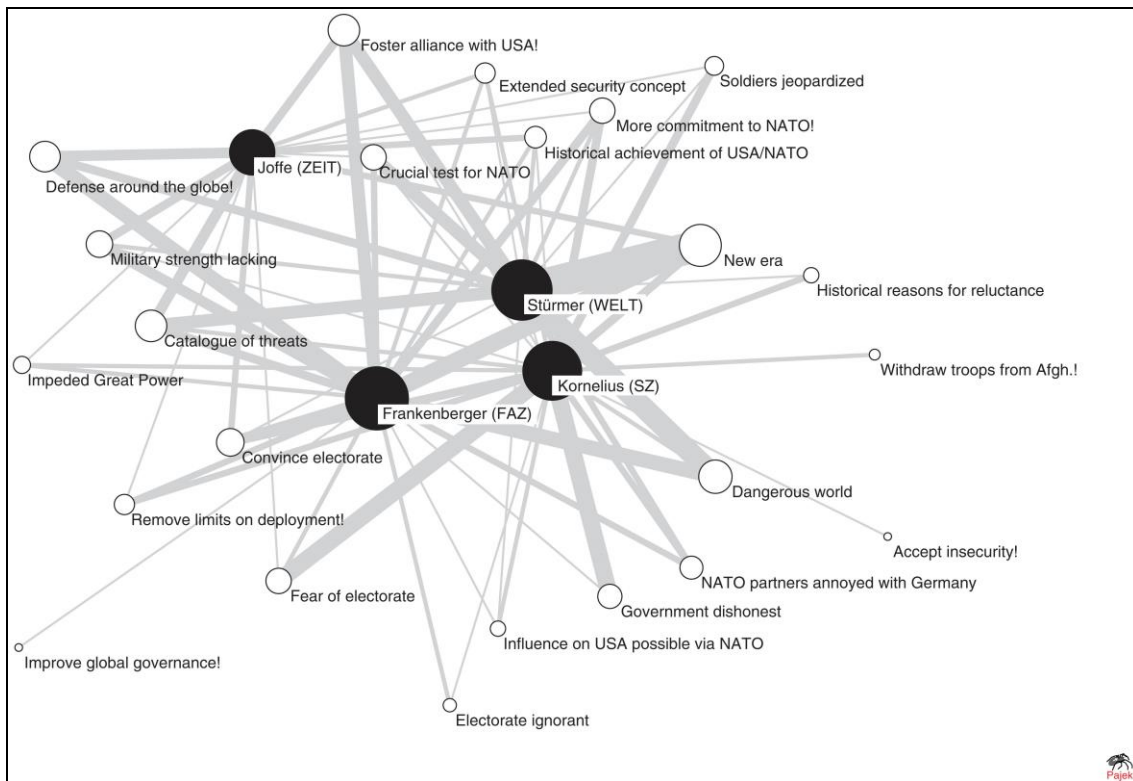 Foster alliance with USA!
Extended security concept
Soldiers jeopardized
More commitment to NATO!
Historical achievement of USA/NATO
Joffe (ZEIT)
Crucial test for NATO
Defense around the globe!
Military strength lacking
New era
Historical reasons for reluctance
Stürmer (WELT)
Catalogue of threats
Withdraw troops from Afgh.!
Impeded Great Power
Kornelius (SZ)
Frankenberger (FAZ)
Convince electorate
Dangerous world
Remove limits on deployment!
Accept insecurity!
NATO partners annoyed with Germany
Fear of electorate
Government dishonest
Influence on USA possible via NATO
Improve global governance!
Electorate ignorant
Pajek